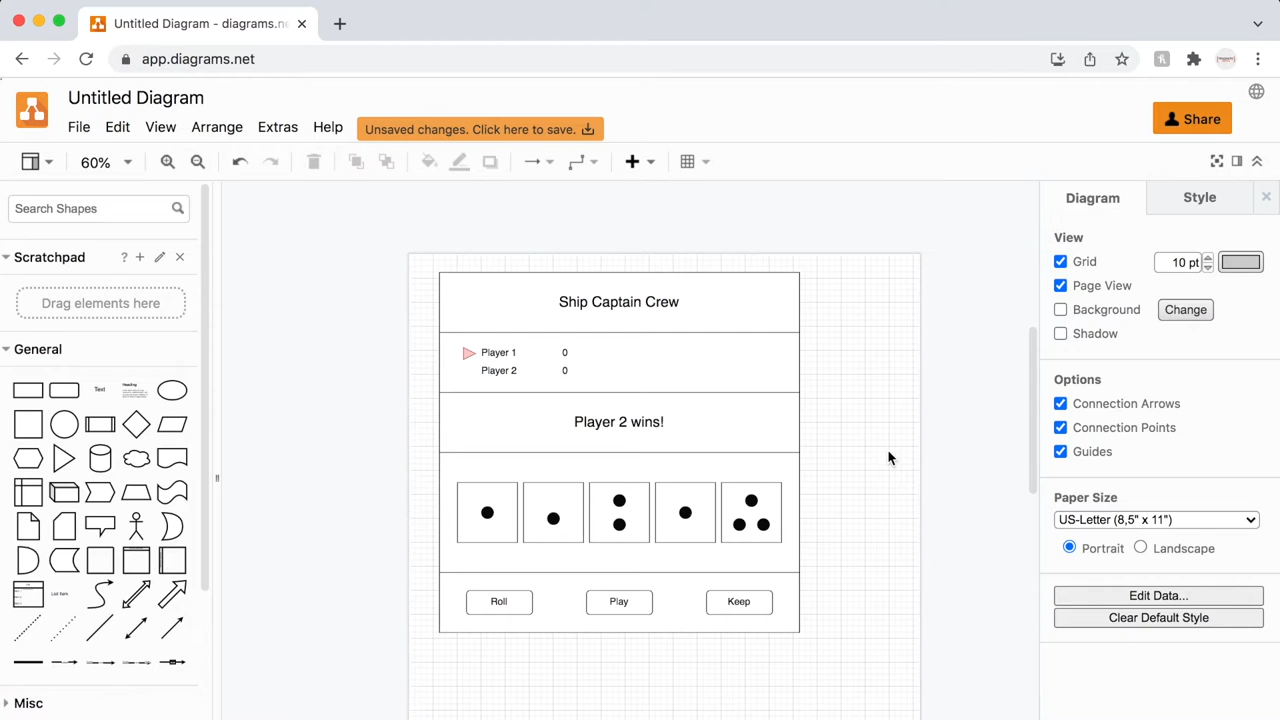 Untitled Diagram - diagrams.ne
app.diagrams.net
Untitled Diagram
File Edit View Arrange Extras Help
Unsaved changes. Click here to save.
Share
60%
Search Shapes
Scratchpad
?
Drag elements here
General
Text
Heading
List Item
Misc
Ship Captain Crew
Player 1 0
Player 2 0
Player 2 wins!
Roll Play Keep
Diagram Style
View
Grid 10 pt
Page View
Background Change
Shadow
Options
Connection Arrows
Connection Points
Guides
Paper Size
US-Letter (8,5" x 11")
Portrait Landscape
Edit Data...
Clear Default Style